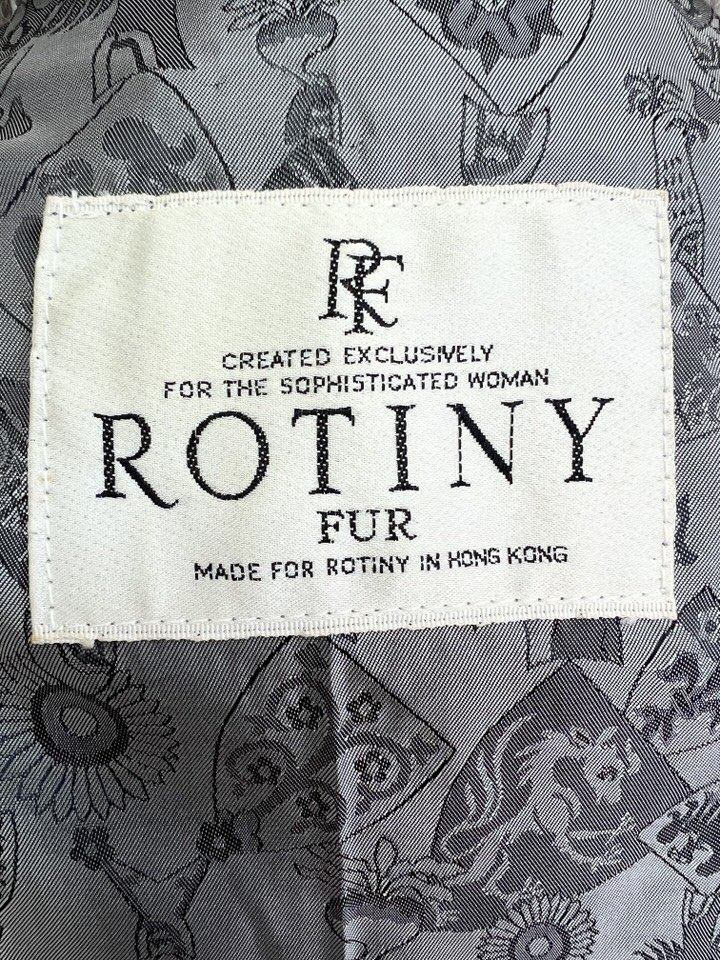 RF
CREATED EXCLUSIVELY
FOR THE SOPHISTICATED WOMAN
ROTINY
FUR
MADE FOR ROTINY IN HONG KONG